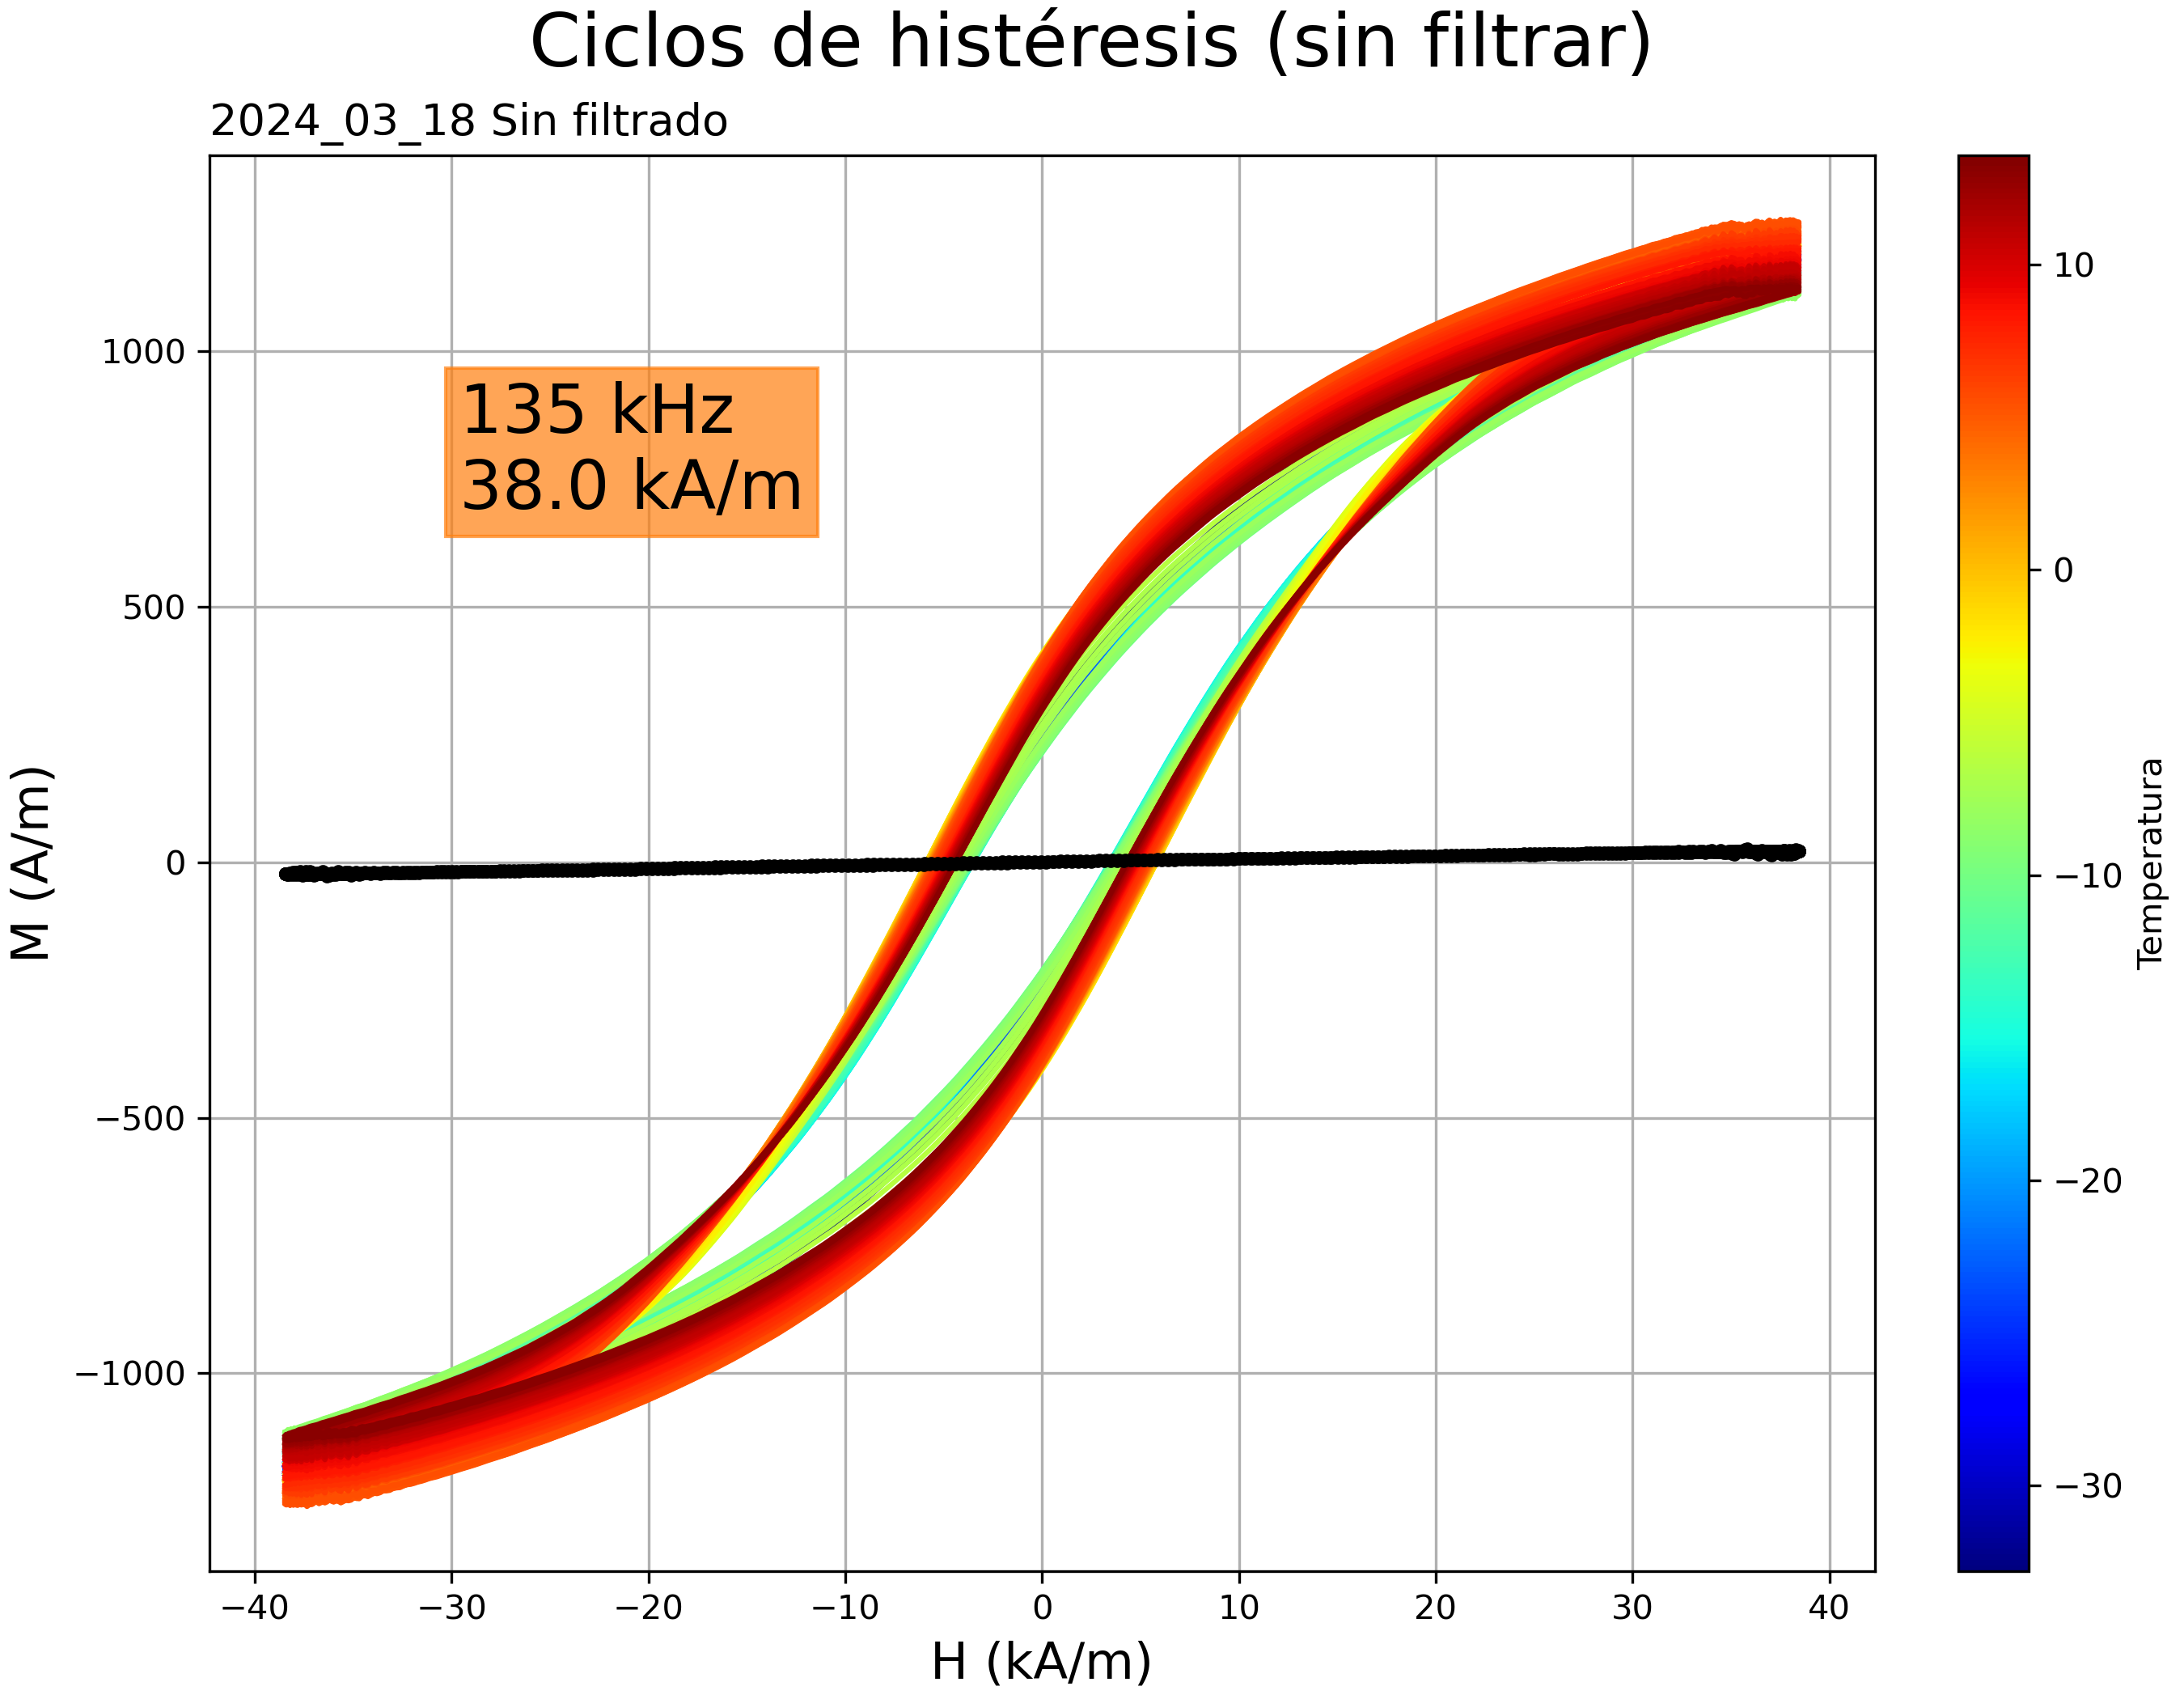 Ciclos de histéresis (sin filtrar)
2024_03_18 Sin filtrado
135 kHz
38.0 kA/m
M (A/m)
1000
500
0
−500
−1000
−40
−30
−20
−10
0
10
20
30
40
H (kA/m)
10
0
−10
−20
−30
Temperatura